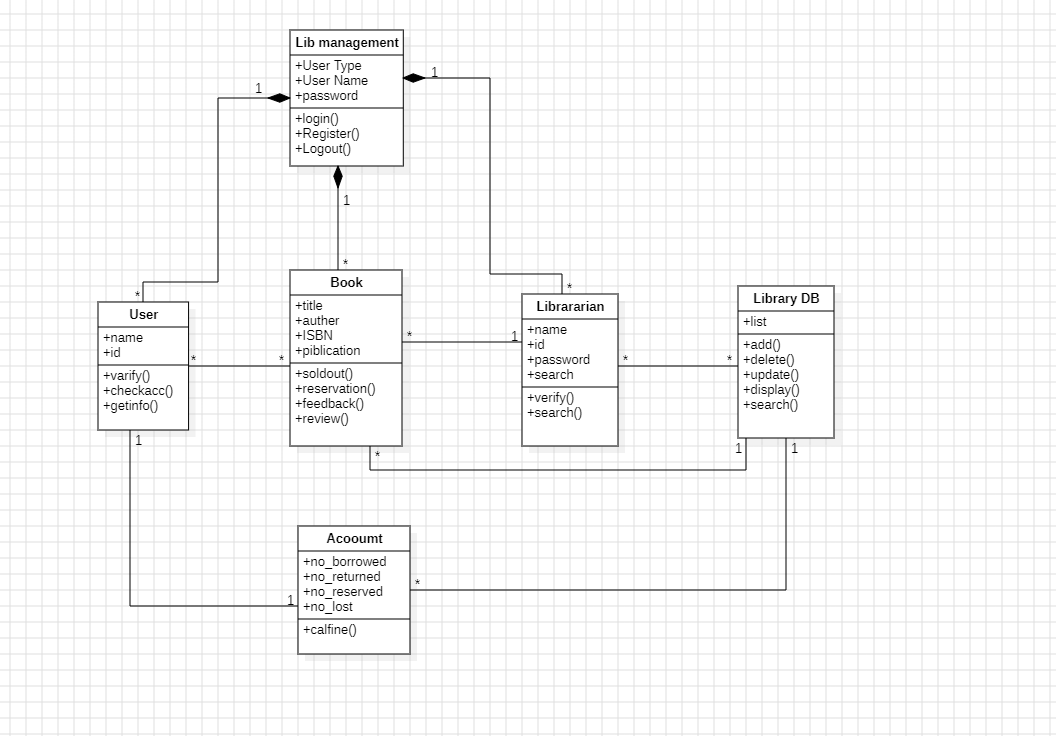 Lib management
+User Type
+User Name
+password
+login()
+Register()
+Logout()
1
1
1
*
*
*
User
+name
+id
+varify()
+checkacc()
+getinfo()
Book
+title
+auther
+ISBN
+piblication
+soldout()
+reservation()
+feedback()
+review()
Librararian
+name
+id
+password
+search
+verify()
+search()
Library DB
+list
+add()
+delete()
+update()
+display()
+search()
*
*
*
1
*
*
1
*
1
1
Acooumt
+no_borrowed
+no_returned
+no_reserved
+no_lost
+calfine()
1
*